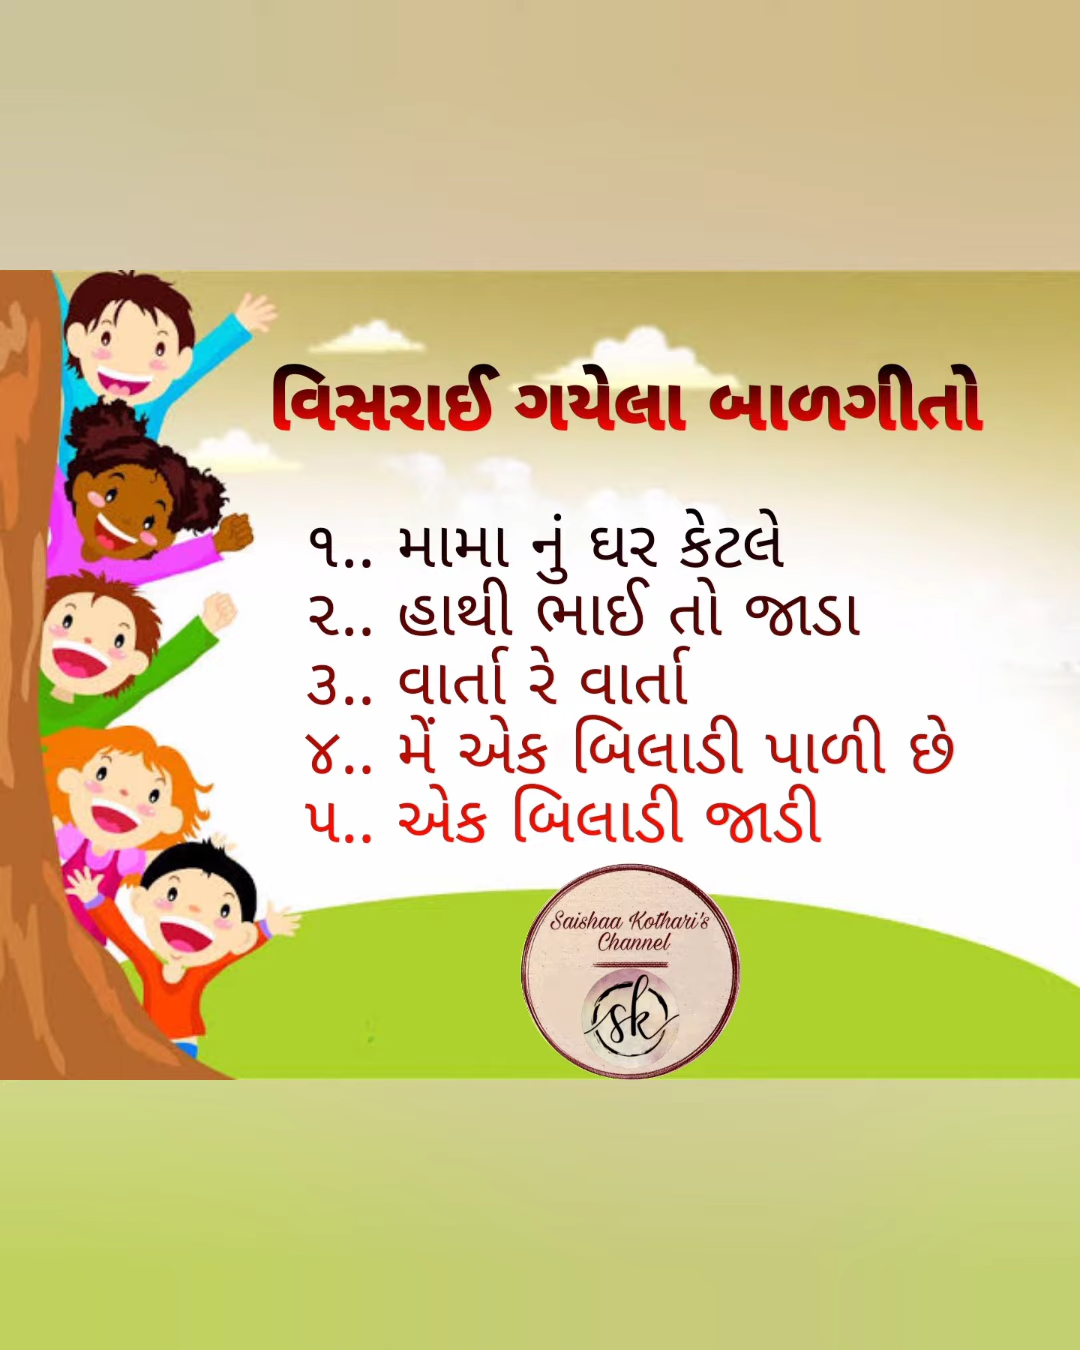 વિસરાઈ ગયેલા બાળગીતો
૧.. મામા નું ઘર કેટલે
૨.. હાથી ભાઈ તો જાડા
૩.. વાર્તા રે વાર્તા
૪.. મેં એક બિલાડી પાળી છે
૫.. એક બિલાડી જાડી
Saishaa Kothari's
Channel
sk